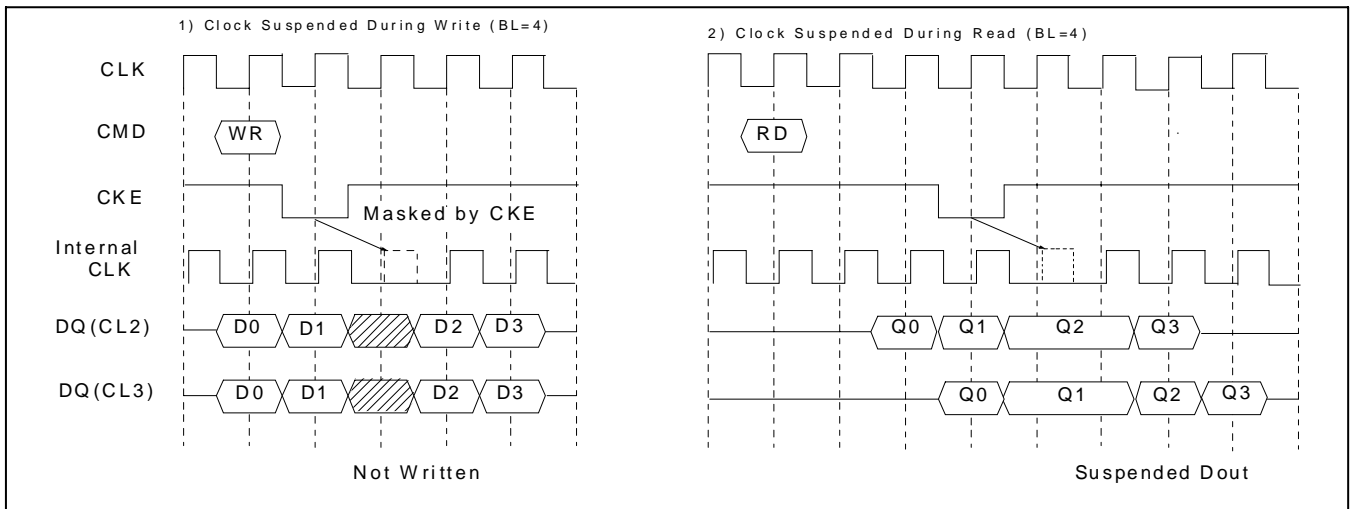 1) Clock Suspended During Write (BL=4)
2) Clock Suspended During Read (BL=4)
CLK
CMD
WR
RD
CKE
Masked by CKE
Internal
CLK
DQ(CL2)
D0 D1 D2 D3
Q0 Q1 Q2 Q3
DQ(CL3)
D0 D1 D2 D3
Q0 Q1 Q2 Q3
Not Written
Suspended Dout